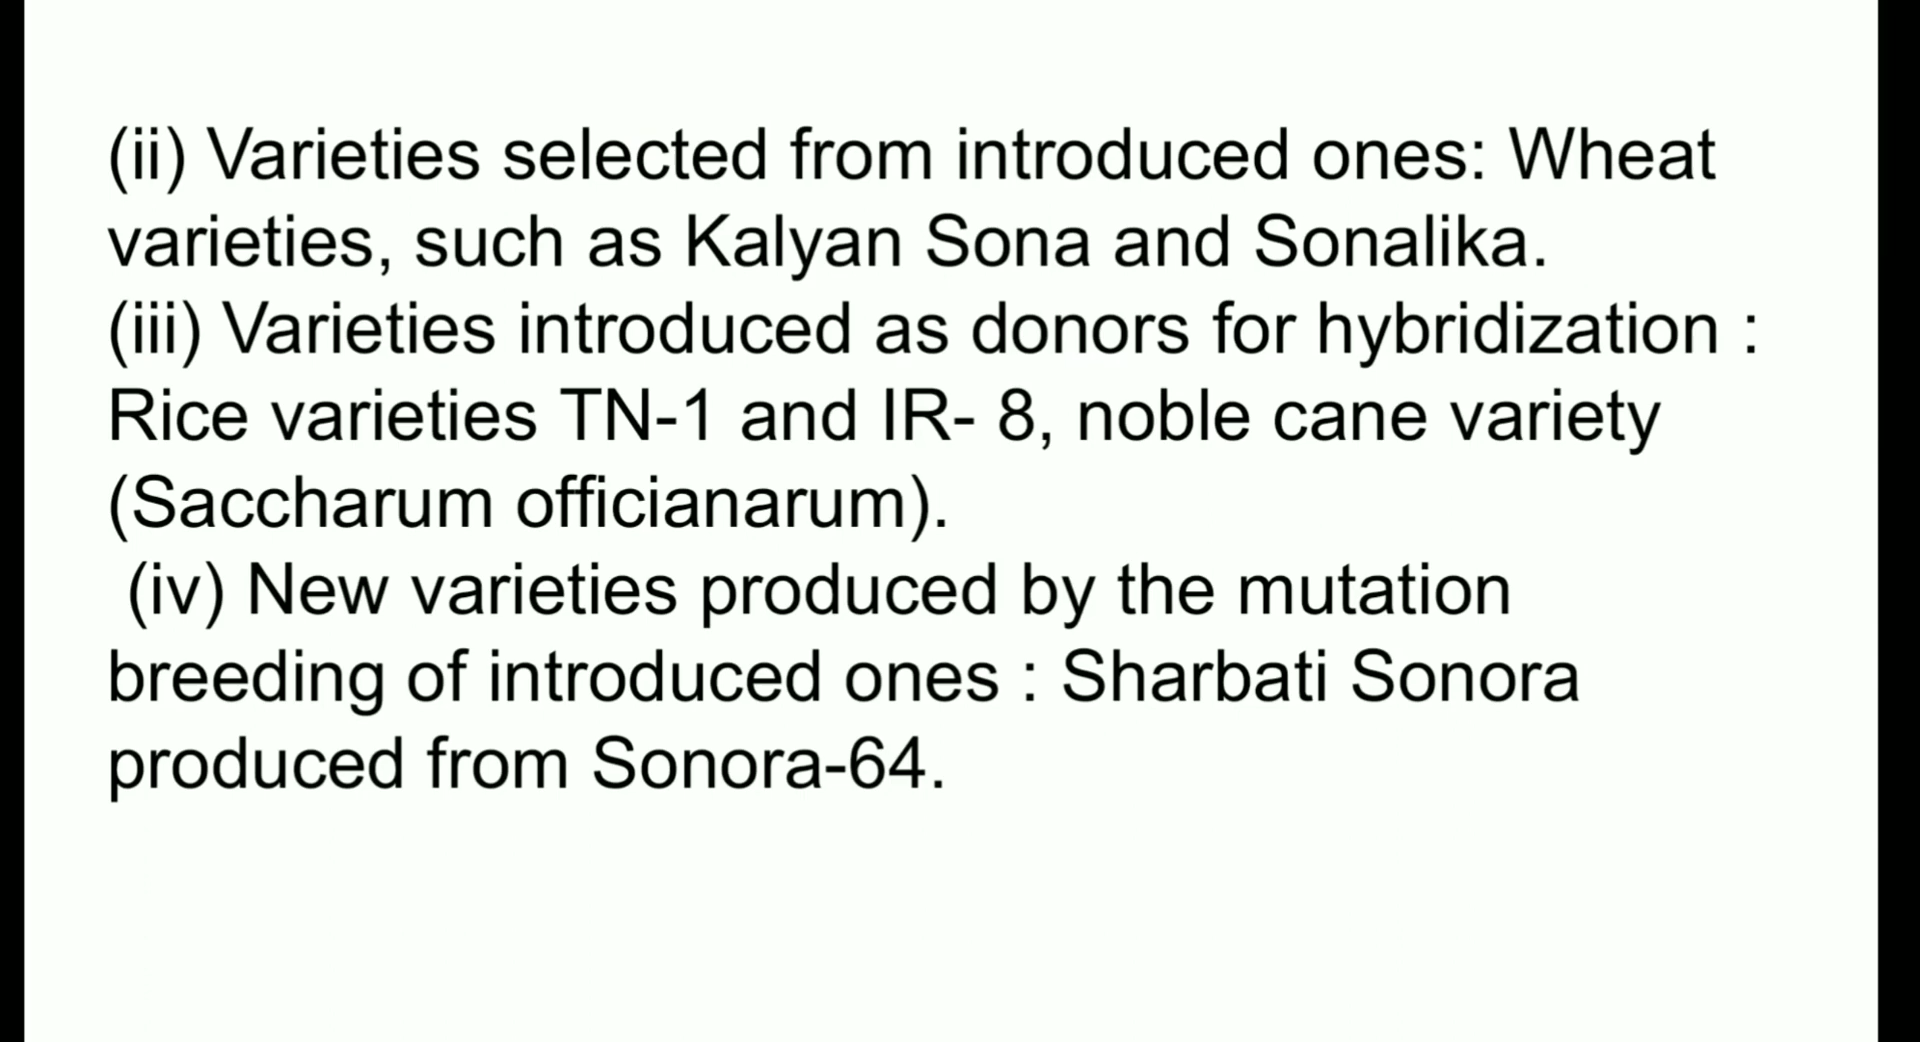 (ii) Varieties selected from introduced ones: Wheat
varieties, such as Kalyan Sona and Sonalika.
(iii) Varieties introduced as donors for hybridization :
Rice varieties TN-1 and IR- 8, noble cane variety
(Saccharum officianarum).
(iv) New varieties produced by the mutation
breeding of introduced ones : Sharbati Sonora
produced from Sonora-64.